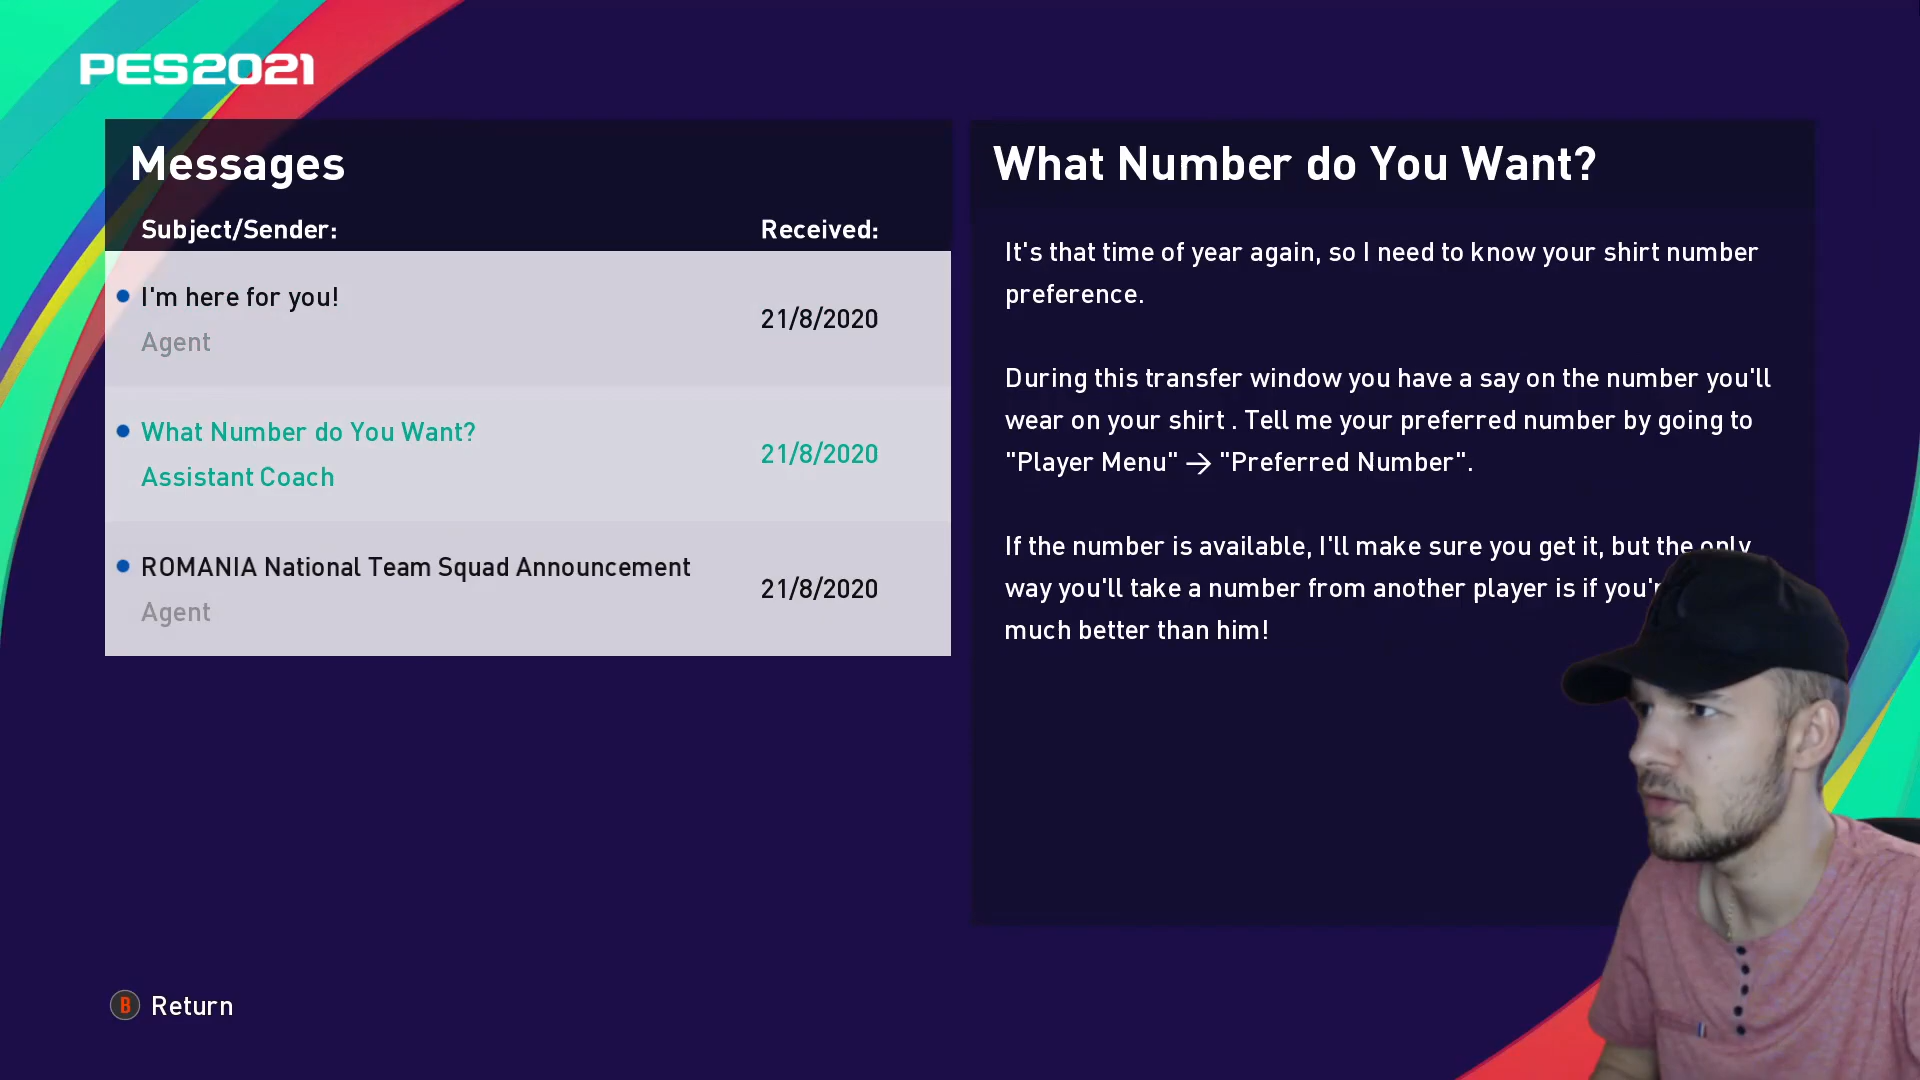 PES2021
Messages
Subject/Sender:
Received:
I'm here for you!
Agent
21/8/2020
What Number do You Want?
Assistant Coach
21/8/2020
ROMANIA National Team Squad Announcement
Agent
21/8/2020
What Number do You Want?
It's that time of year again, so I need to know your shirt number
preference.
During this transfer window you have a say on the number you'll
wear on your shirt . Tell me your preferred number by going to
"Player Menu" → "Preferred Number".
If the number is available, I'll make sure you get it, but the only
way you'll take a number from another player is if
much better than him!
B Return